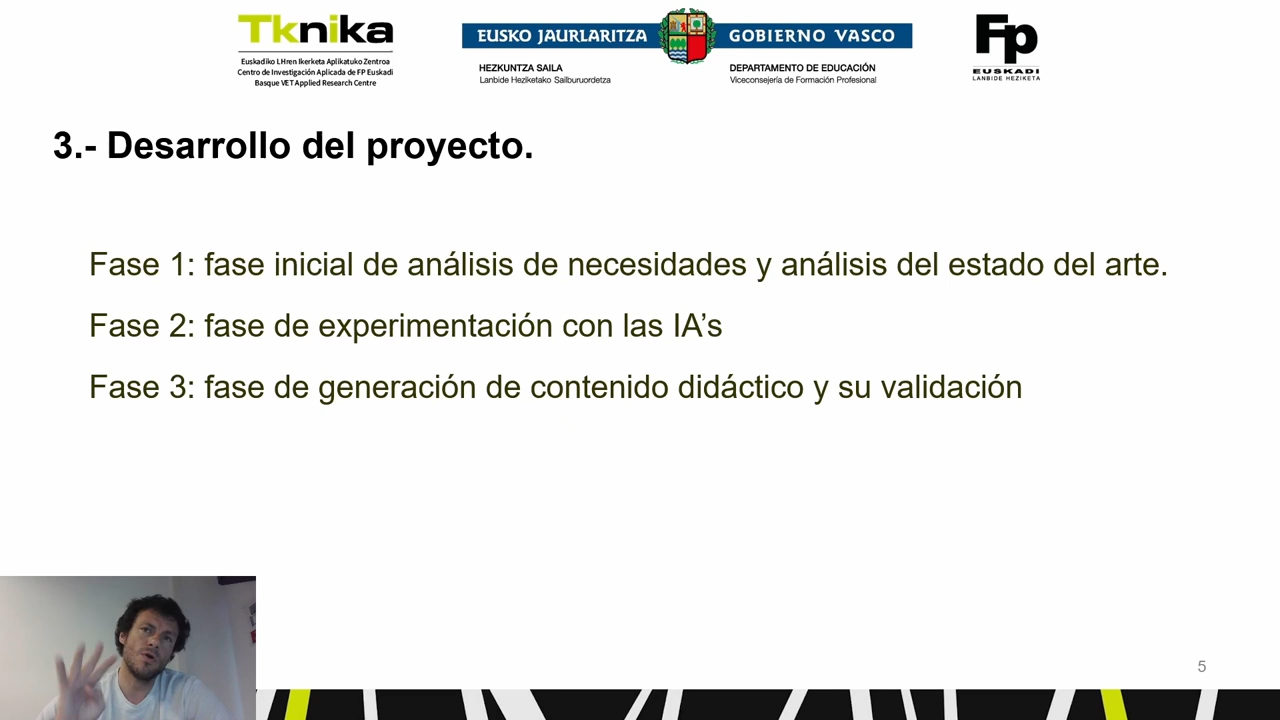 Tknika
Euskadiko LHren Ikerketa Aplikatuko Zentroa
Centro de Investigación Aplicada de FP Euskadi
Basque VET Applied Research Centre
EUSKO JAURLARITZA
GOBIERNO VASCO
HEZKUNTZA SAILA
Lanbide Heziketako Sailburuordetza
DEPARTAMENTO DE EDUCACIÓN
Viceconsejería de Formación Profesional
Fp
EUSKADI
LANBIDE HEZIKETA
3.- Desarrollo del proyecto.
Fase 1: fase inicial de análisis de necesidades y análisis del estado del arte.
Fase 2: fase de experimentación con las IA’s
Fase 3: fase de generación de contenido didáctico y su validación
5